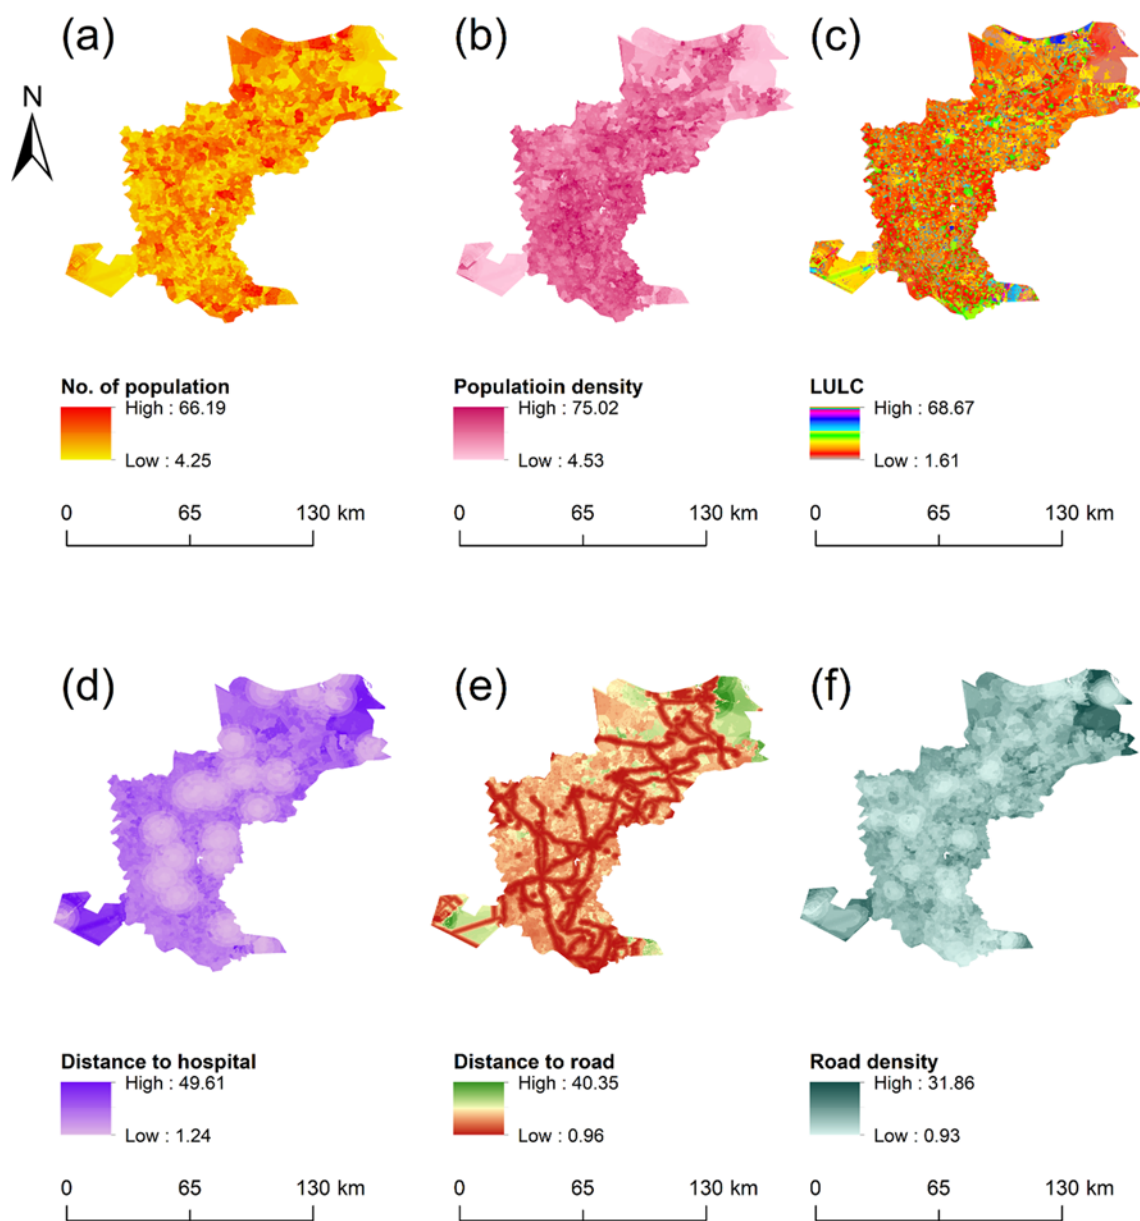 (a) (b) (c)
N
No. of population
High : 66.19
Low : 4.25
0 65 130 km
Populatioin density
High : 75.02
Low : 4.53
0 65 130 km
LULC
High : 68.67
Low : 1.61
0 65 130 km
(d) (e) (f)
Distance to hospital
High : 49.61
Low : 1.24
0 65 130 km
Distance to road
High : 40.35
Low : 0.96
0 65 130 km
Road density
High : 31.86
Low : 0.93
0 65 130 km